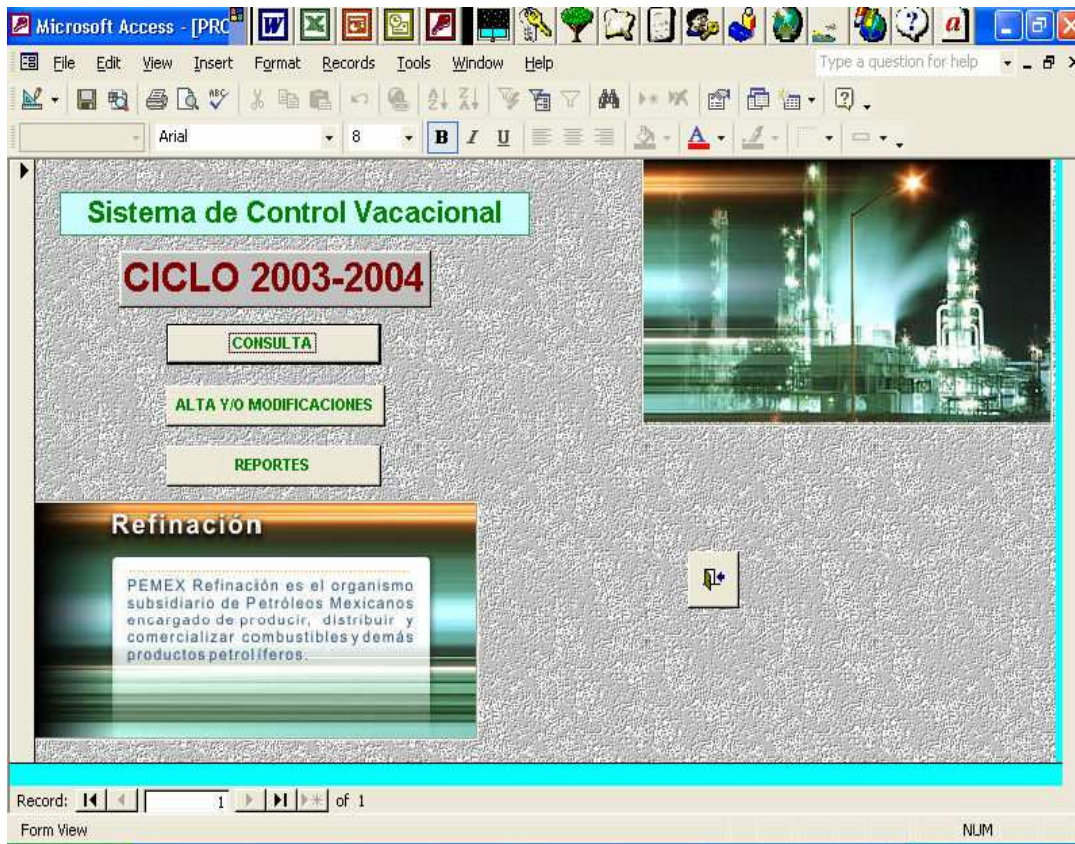 Microsoft Access - [PRO
File Edit View Insert Format Records Tools Window Help
Type a question for help
Arial
8
B I U
Sistema de Control Vacacional
CICLO 2003-2004
CONSULTA
ALTA Y/O MODIFICACIONES
REPORTES
Refinación
PEMEX Refinación es el organismo
subsidiario de Petróleos Mexicanos
encargado de producir, distribuir y
comercializar combustibles y demás
productos petrolíferos.
Record: 1 of 1
Form View
NUM